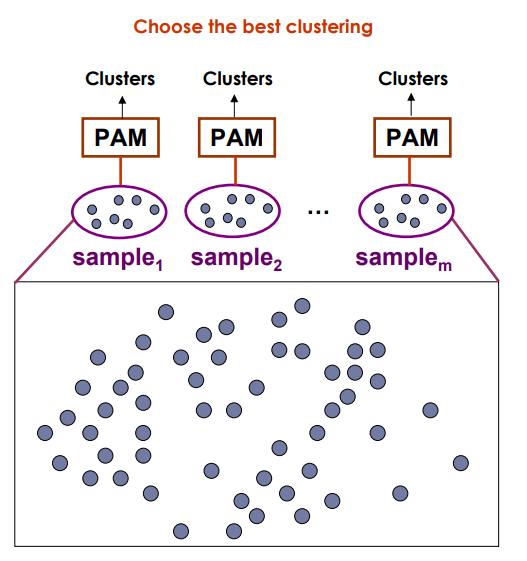 Choose the best clustering
Clusters Clusters Clusters
PAM PAM PAM
...
sample1 sample2 samplem